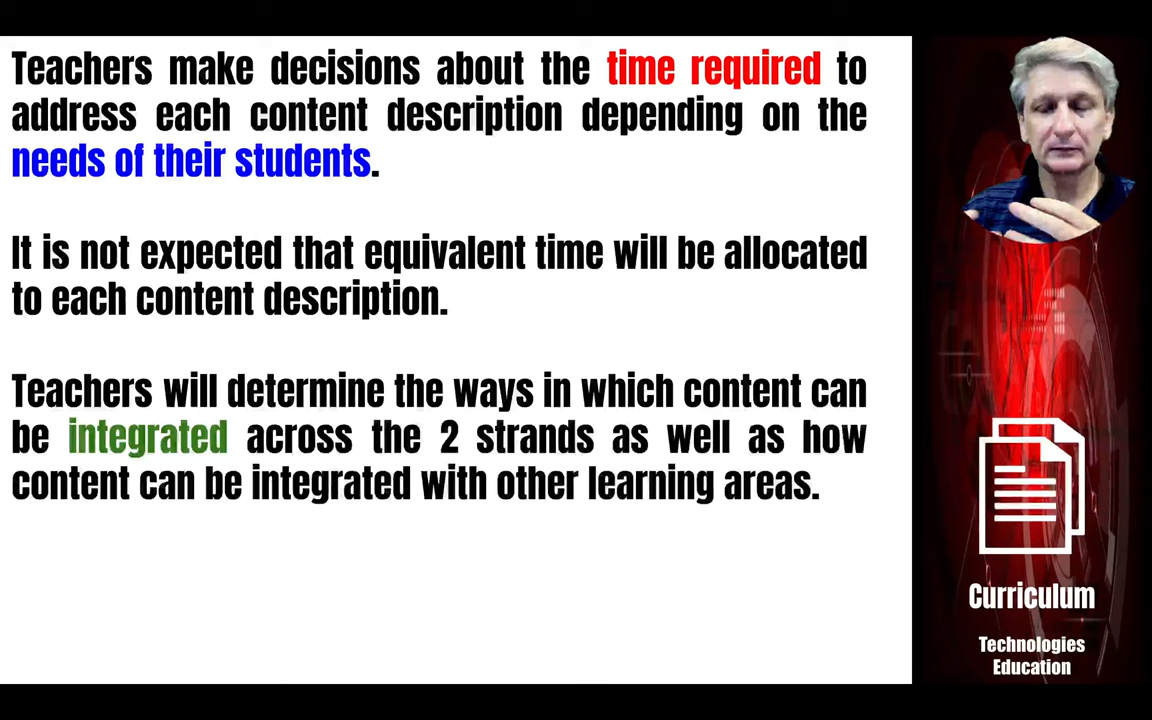 Teachers make decisions about the time required to
address each content description depending on the
needs of their students.
It is not expected that equivalent time will be allocated
to each content description.
Teachers will determine the ways in which content can
be integrated across the 2 strands as well as how
content can be integrated with other learning areas.
Curriculum
Technologies
Education